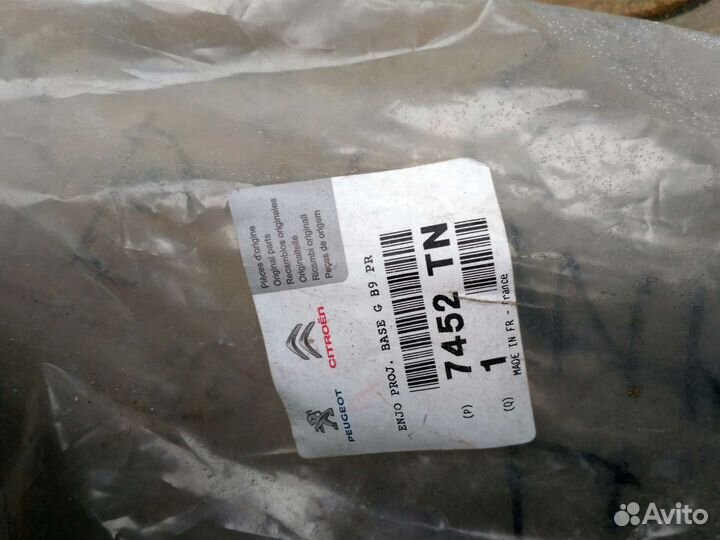 Pièces d'origine
Original parts
Recambios originales
Originalteile
Ricambi originali
Peças de origem
PEUGEOT
CITROËN
ENJO PROJ. BASE G B9 PR
(P) 7452 TN
(Q) 1
MADE IN FR - France
Avito